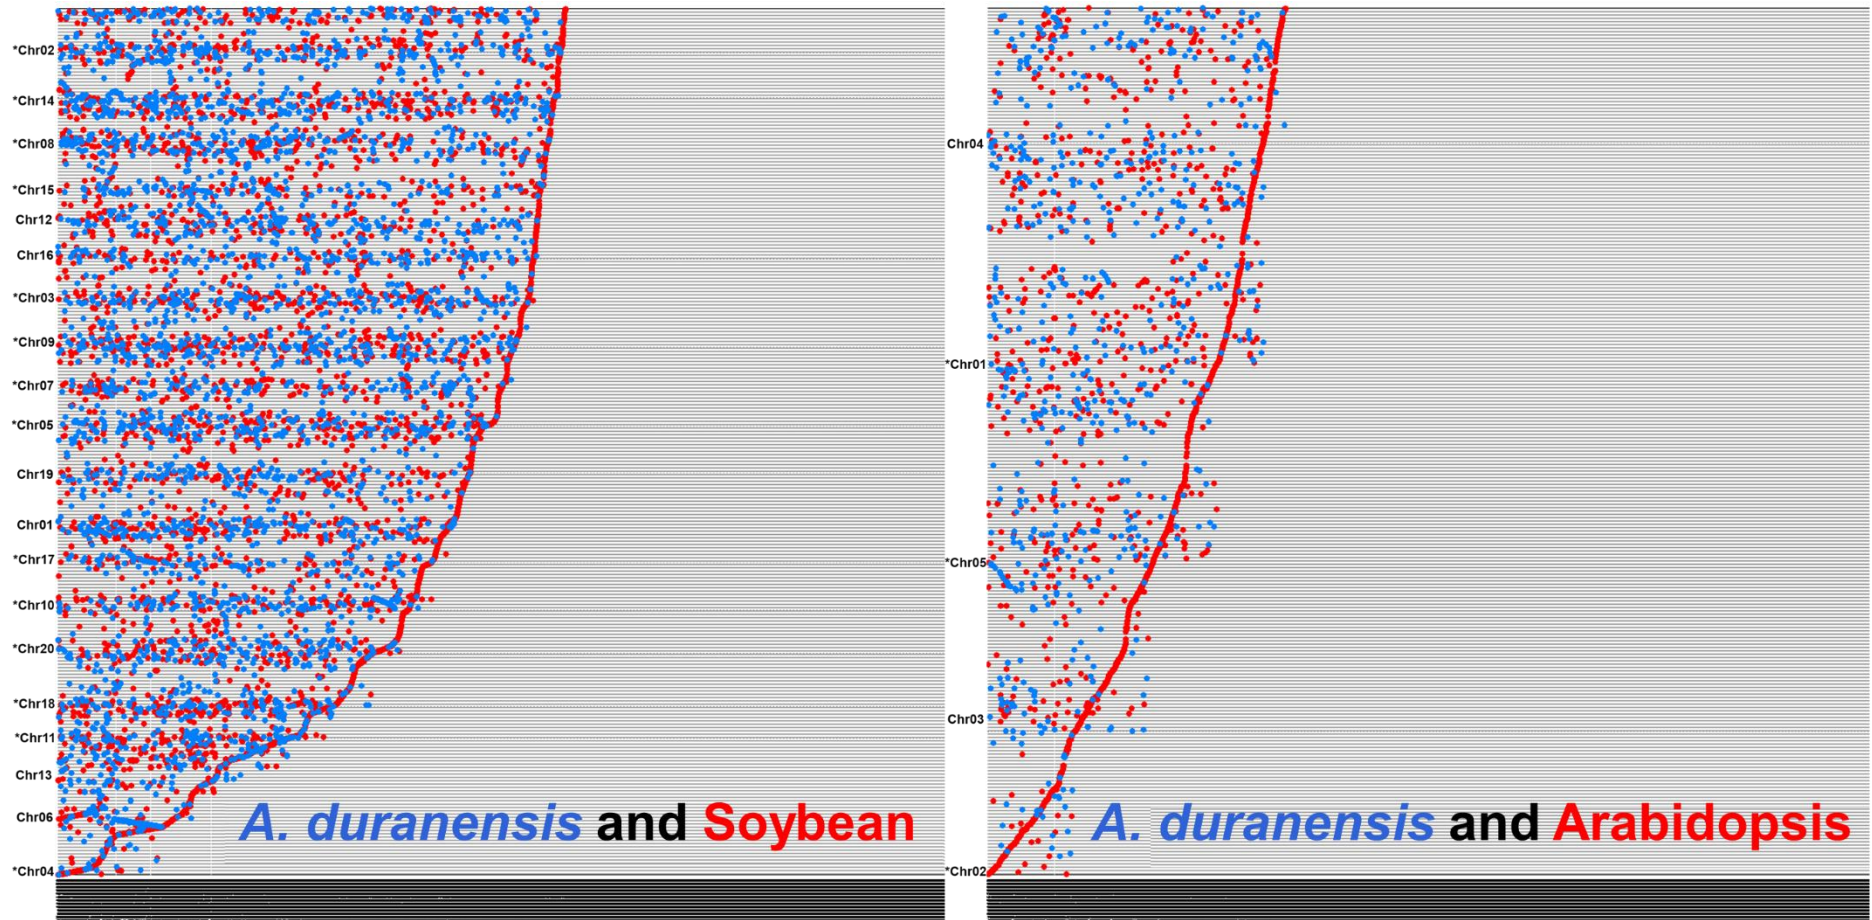 *Chr02
*Chr14
*Chr08
*Chr15
Chr12
Chr16
*Chr03
*Chr09
*Chr07
*Chr05
Chr19
Chr01
*Chr17
*Chr10
*Chr20
*Chr18
*Chr11
Chr13
Chr06
*Chr04
A. duranensis and Soybean
Chr04
*Chr01
*Chr05
Chr03
*Chr02
A. duranensis and Arabidopsis